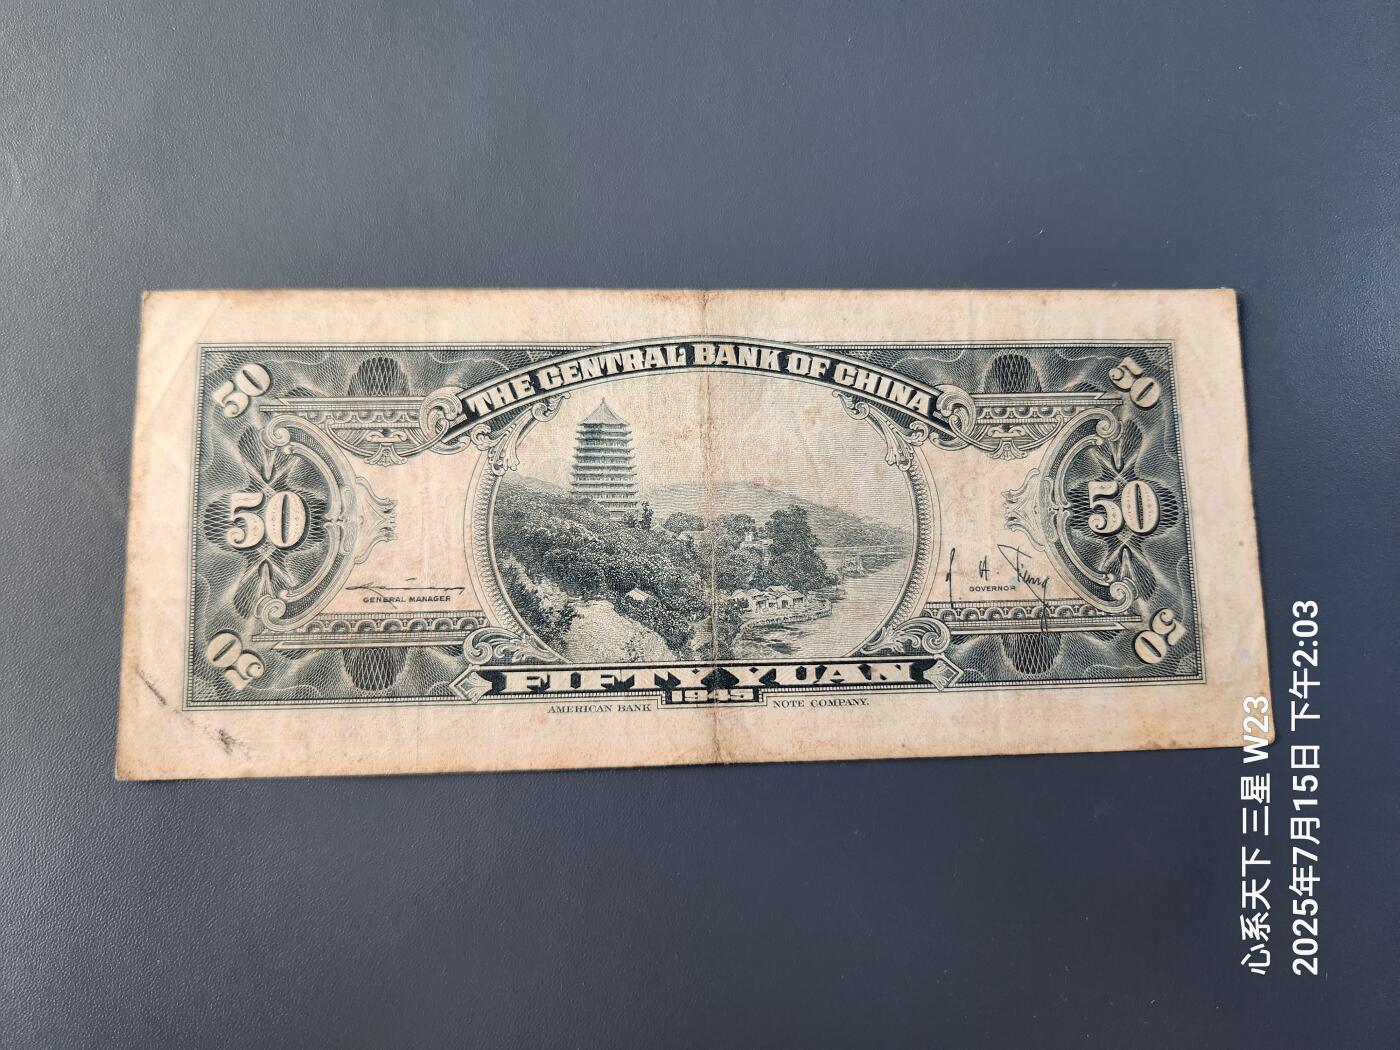 THE CENTRAL BANK OF CHINA
50
50
50
50
GENERAL MANAGER
GOVERNOR
50
50
FIFTY YUAN
1945
AMERICAN BANK NOTE COMPANY.
心系天下 三星 W23
2025年7月15日 下午2:03